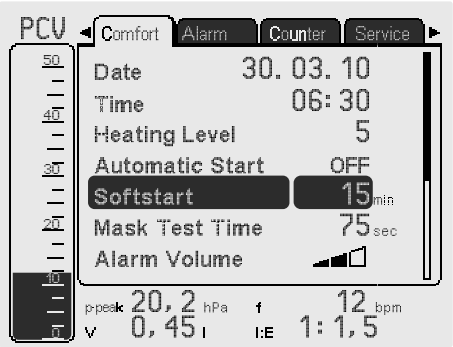 PCV
Comfort Alarm Counter Service
50
40
30
20
10
0
Date 30. 03. 10
Time 06:30
Heating Level 5
Automatic Start OFF
Softstart 15 min
Mask Test Time 75 sec
Alarm Volume
p-peak 20,2 hPa f 12 bpm
V 0,45 l I:E 1:1,5